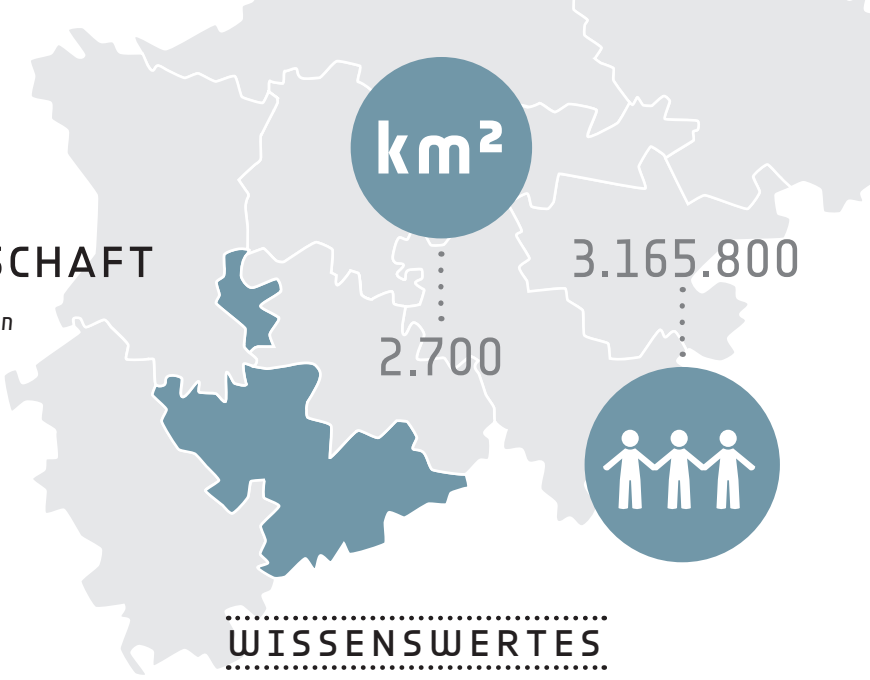 km²
SCHAFT
3.165.800
n
2.700
WISSENSWERTES